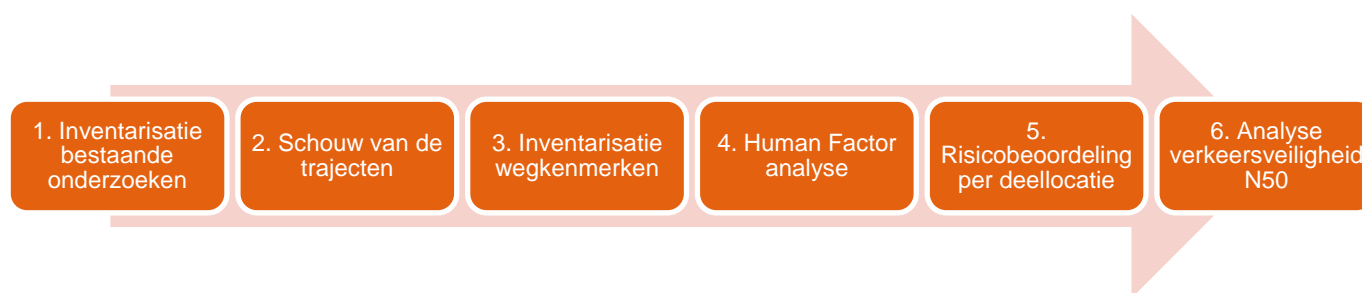 1. Inventarisatie
bestaande
onderzoeken
2. Schouw van de
trajecten
3. Inventarisatie
wegkenmerken
4. Human Factor
analyse
5.
Risicobeoordeling
per deellocatie
6. Analyse
verkeersveiligheid
N50